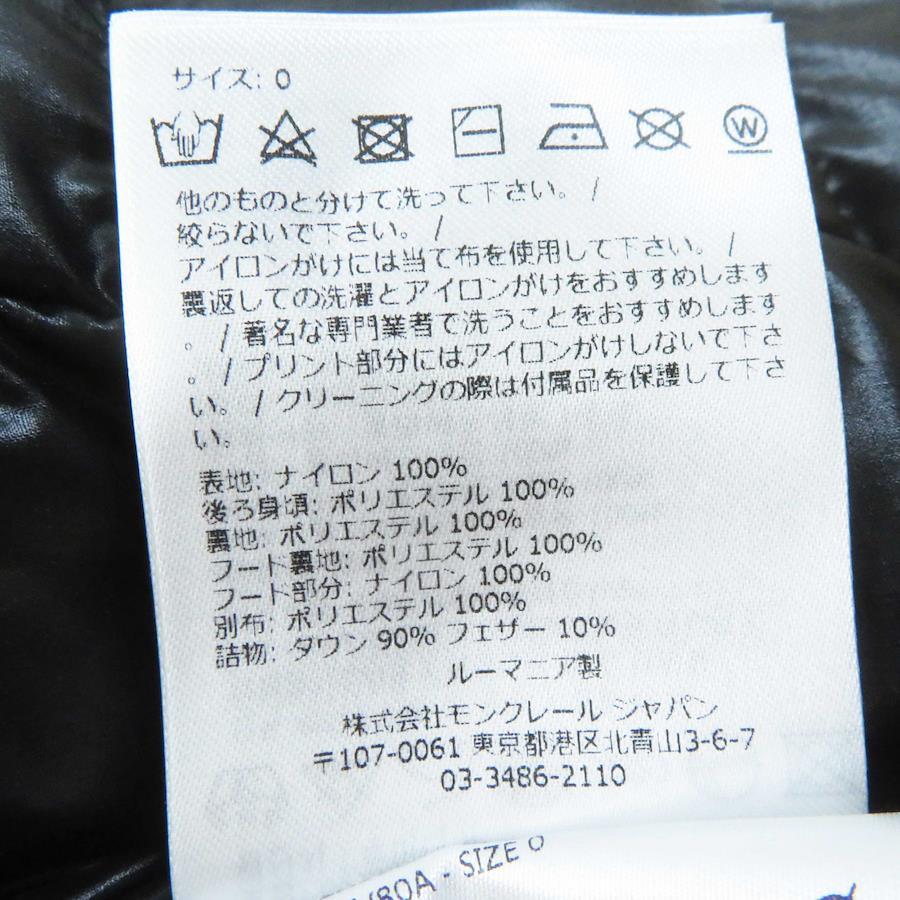 サイズ: 0
W
他のものと分けて洗って下さい。 /
絞らないで下さい。 /
アイロンがけには当て布を使用して下さい。 /
裏返しての洗濯とアイロンがけをおすすめします
。 / 著名な専門業者で洗うことをおすすめします
。 / プリント部分にはアイロンがけしないで下さ
い。 / クリーニングの際は付属品を保護して下さ
い。
表地: ナイロン 100%
後ろ身頃: ポリエステル 100%
裏地: ポリエステル 100%
フード裏地: ポリエステル 100%
フード部分: ナイロン 100%
別布: ポリエステル 100%
詰物: ダウン 90% フェザー 10%
ルーマニア製
株式会社モンクレール ジャパン
〒107-0061 東京都港区北青山3-6-7
03-3486-2110
/80A - SIZE 0